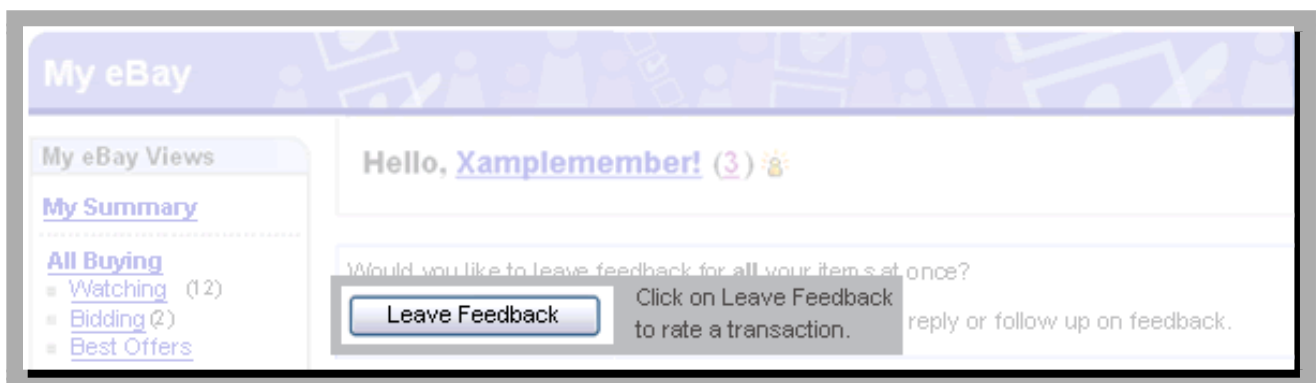 My eBay
My eBay Views
My Summary
All Buying
Watching (12)
Bidding (2)
Best Offers
Hello, Xamplemember! (3)
Would you like to leave feedback for all your items at once?
Leave Feedback
Click on Leave Feedback
to rate a transaction.
reply or follow up on feedback.